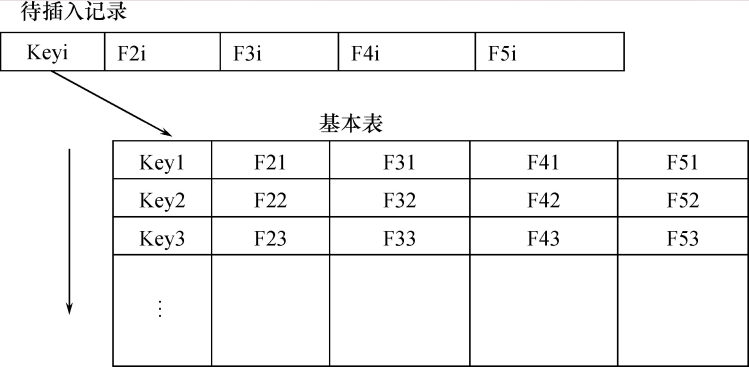 待插入记录
Keyi F2i F3i F4i F5i
基本表
Key1 F21 F31 F41 F51
Key2 F22 F32 F42 F52
Key3 F23 F33 F43 F53
⋮